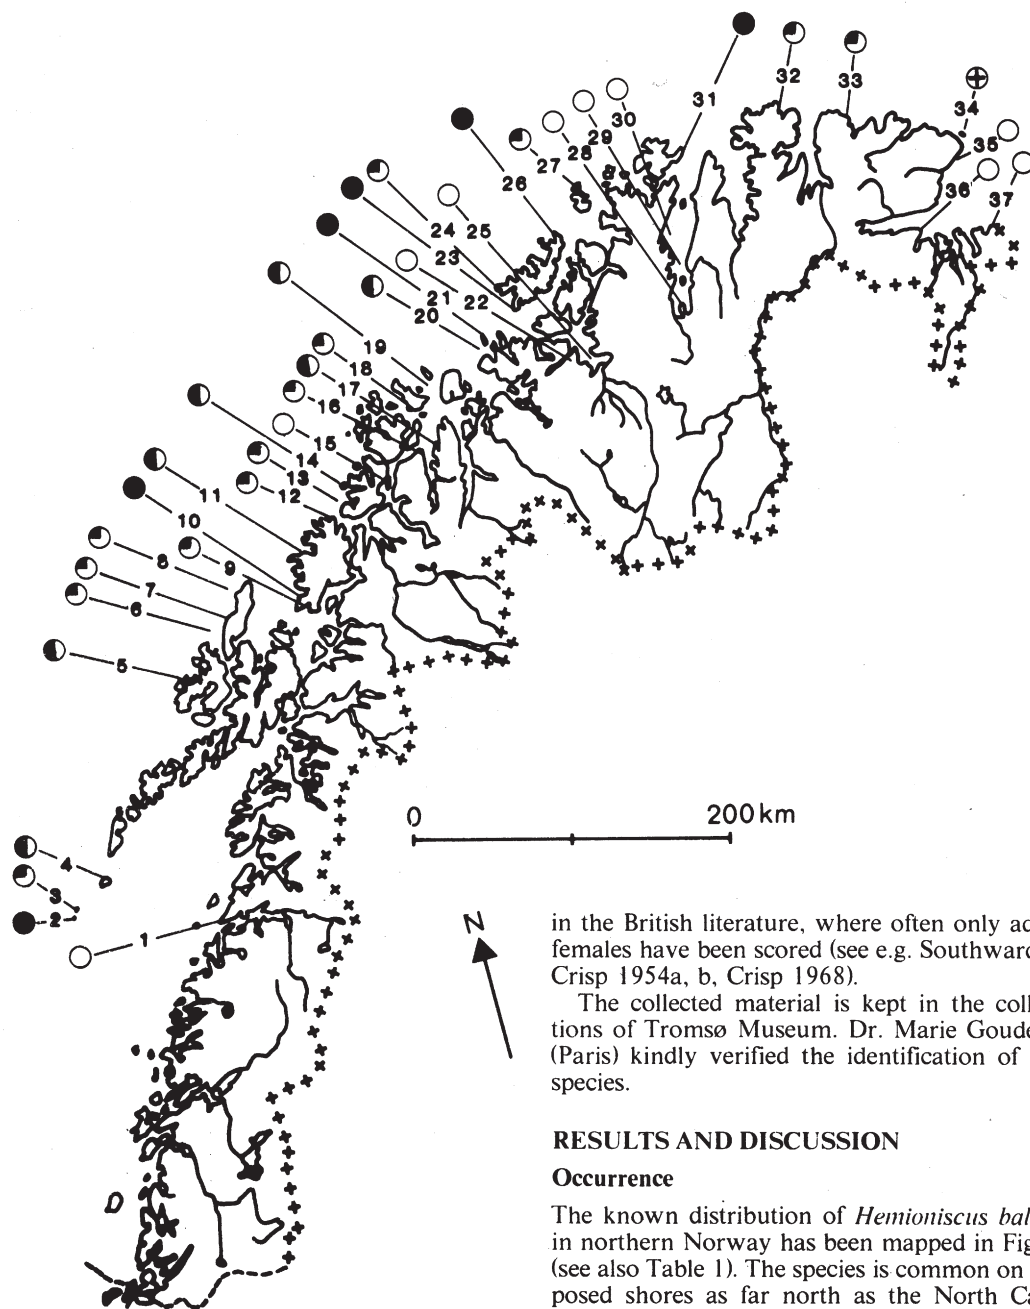 31
32
33
34
35
36
37
30
29
28
27
26
25
24
23
22
21
20
19
18
17
16
15
14
13
12
11
10
9
8
7
6
5
4
3
2
1
0 200 km
N
in the British literature, where often only ad
females have been scored (see e.g. Southward
Crisp 1954a, b, Crisp 1968).
The collected material is kept in the coll
tions of Tromsø Museum. Dr. Marie Goude
(Paris) kindly verified the identification of
species.
RESULTS AND DISCUSSION
Occurrence
The known distribution of Hemioniscus bal
in northern Norway has been mapped in Fig
(see also Table 1). The species is common on
posed shores as far north as the North Ca